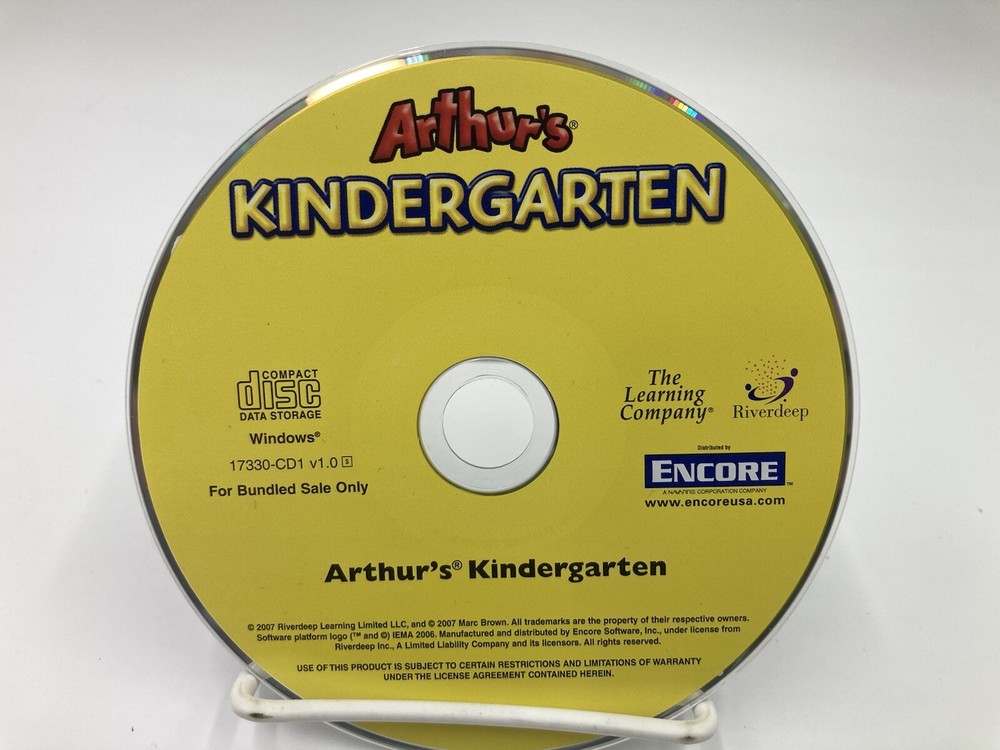 Arthur's®
KINDERGARTEN
COMPACT
disc
DATA STORAGE
Windows®
17330-CD1 v1.0 S
For Bundled Sale Only
The
Learning
Company®
Riverdeep
Distributed by
ENCORE™
A NAVARRE CORPORATION COMPANY
www.encoreusa.com
Arthur's® Kindergarten
© 2007 Riverdeep Learning Limited LLC, and © 2007 Marc Brown. All trademarks are the property of their respective owners.
Software platform logo (™ and ©) IEMA 2006. Manufactured and distributed by Encore Software, Inc., under license from
Riverdeep Inc., A Limited Liability Company and its licensors. All rights reserved.
USE OF THIS PRODUCT IS SUBJECT TO CERTAIN RESTRICTIONS AND LIMITATIONS OF WARRANTY
UNDER THE LICENSE AGREEMENT CONTAINED HEREIN.